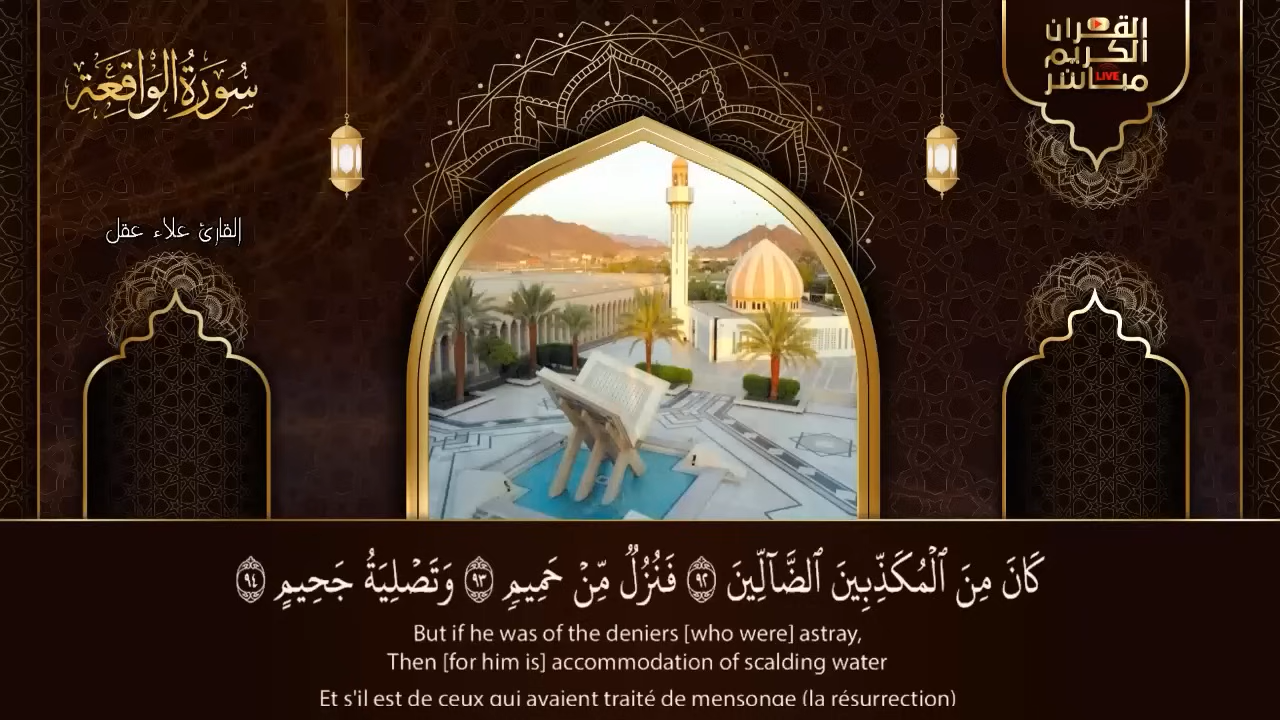 سُورَةُ الوَاقِعَة
القرآن
الكريم
مباشر
LIVE
القارئ علاء عقل
كَانَ مِنَ ٱلْمُكَذِّبِينَ ٱلضَّآلِّينَ ٩٢ فَنُزُلٌ مِّنْ حَمِيمٍ ٩٣ وَتَصْلِيَةُ جَحِيمٍ ٩٤
But if he was of the deniers [who were] astray,
Then [for him is] accommodation of scalding water
Et s'il est de ceux qui avaient traité de mensonge (la résurrection)